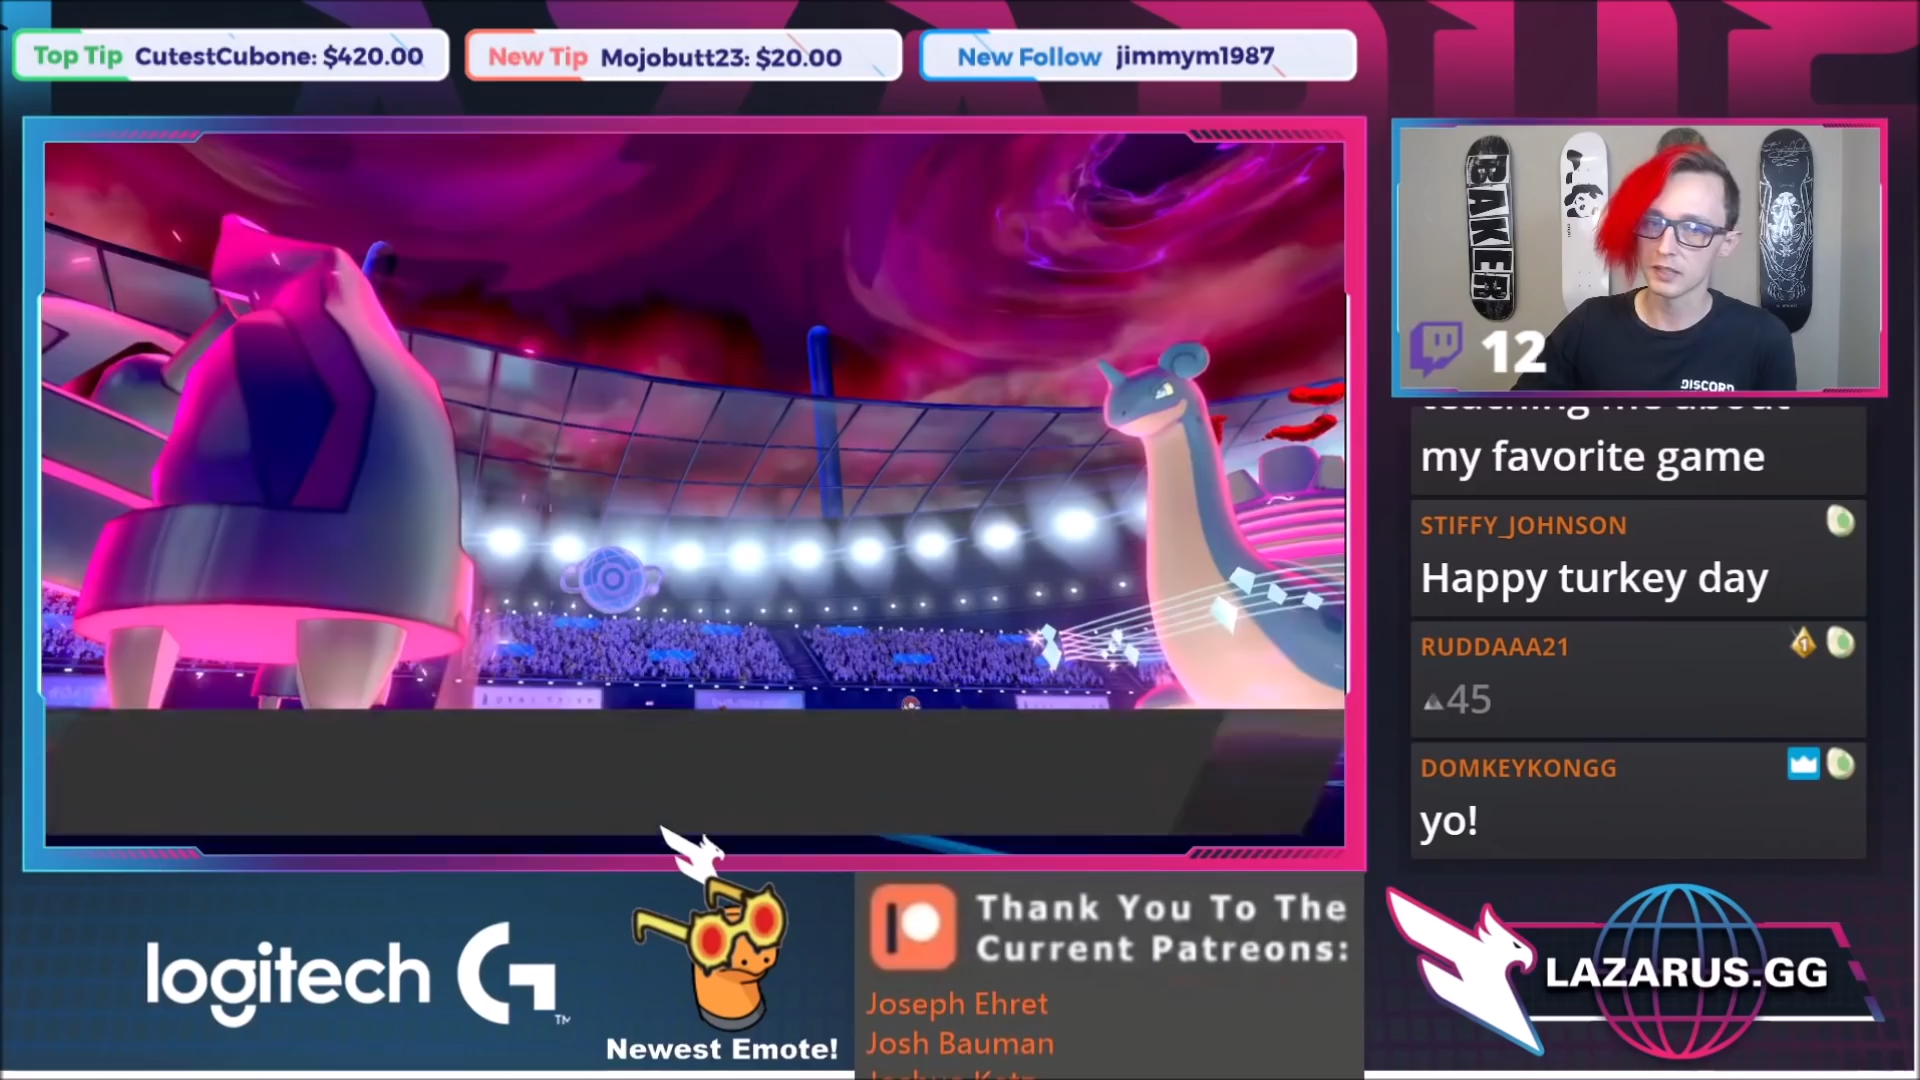 Top Tip CutestCubone: $420.00
New Tip Mojobutt23: $20.00
New Follow jimmym1987
BAKER
12
DISCORD
my favorite game
STIFFY_JOHNSON
Happy turkey day
RUDDAAA21
45
DOMKEYKONGG
yo!
logitech G
TM
Newest Emote!
Thank You To The
Current Patreons:
Joseph Ehret
Josh Bauman
LAZARUS.GG